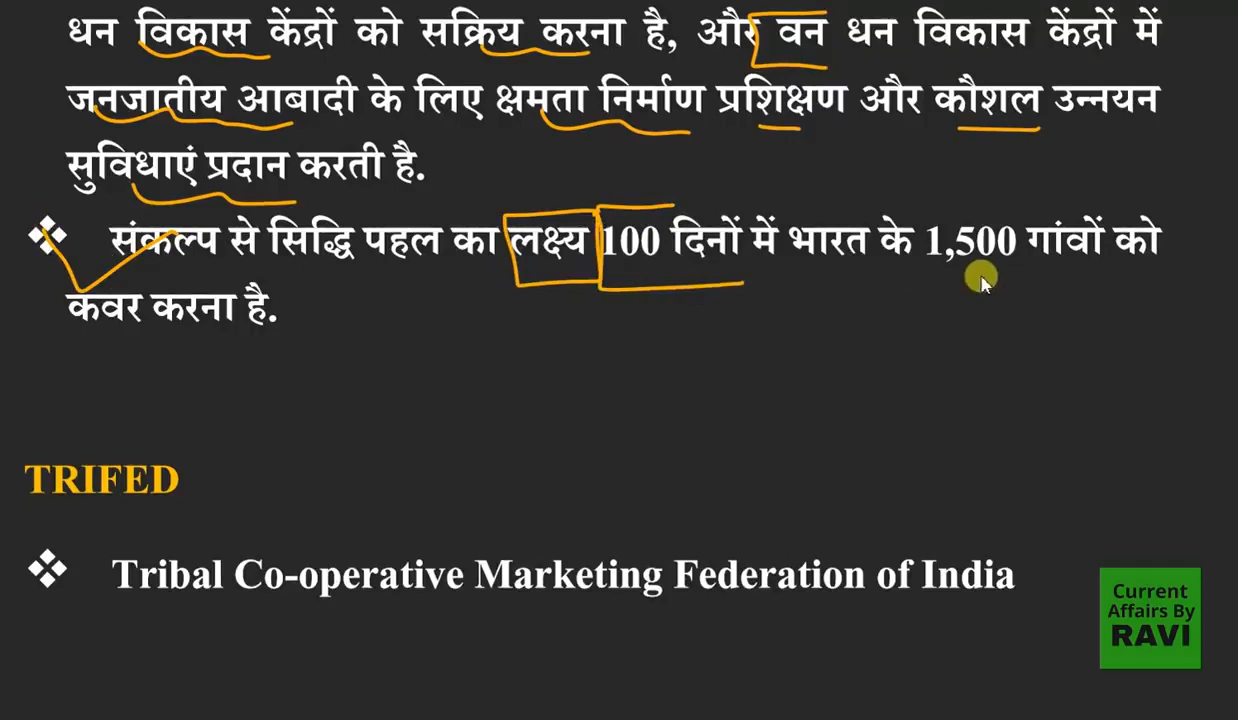 धन विकास केंद्रों को सक्रिय करना है, और वन धन विकास केंद्रों में
जनजातीय आबादी के लिए क्षमता निर्माण प्रशिक्षण और कौशल उन्नयन
सुविधाएं प्रदान करती है.
❖ संकल्प से सिद्धि पहल का लक्ष्य 100 दिनों में भारत के 1,500 गांवों को
कवर करना है.
TRIFED
❖ Tribal Co-operative Marketing Federation of India
Current
Affairs By
RAVI